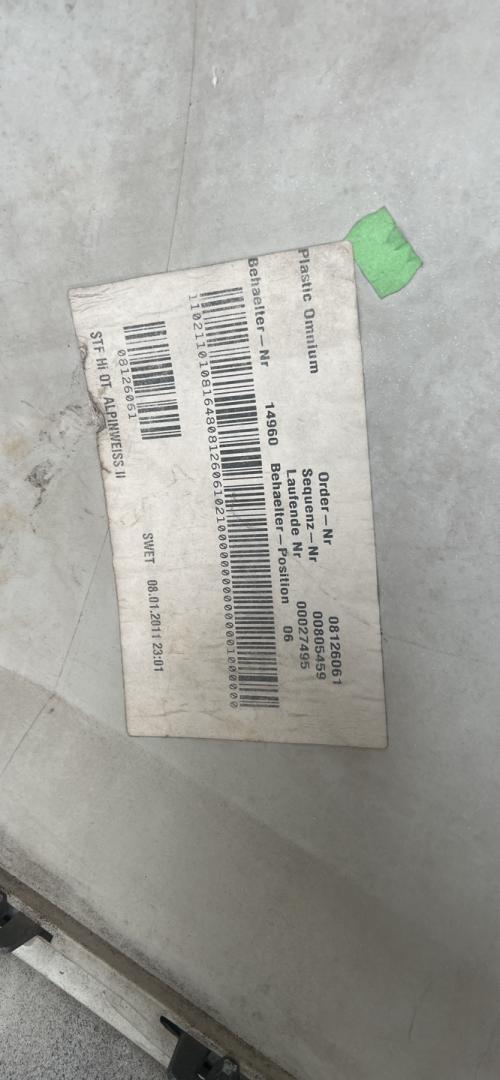 Plastic Omnium
Order – Nr 08126061
Sequenz – Nr 00805459
Laufende Nr 00027495
Behaelter – Nr 14960 Behaelter – Position 06
08126061
STF Hi OT ALPINWEISS II SWET 08.01.2011 23:01